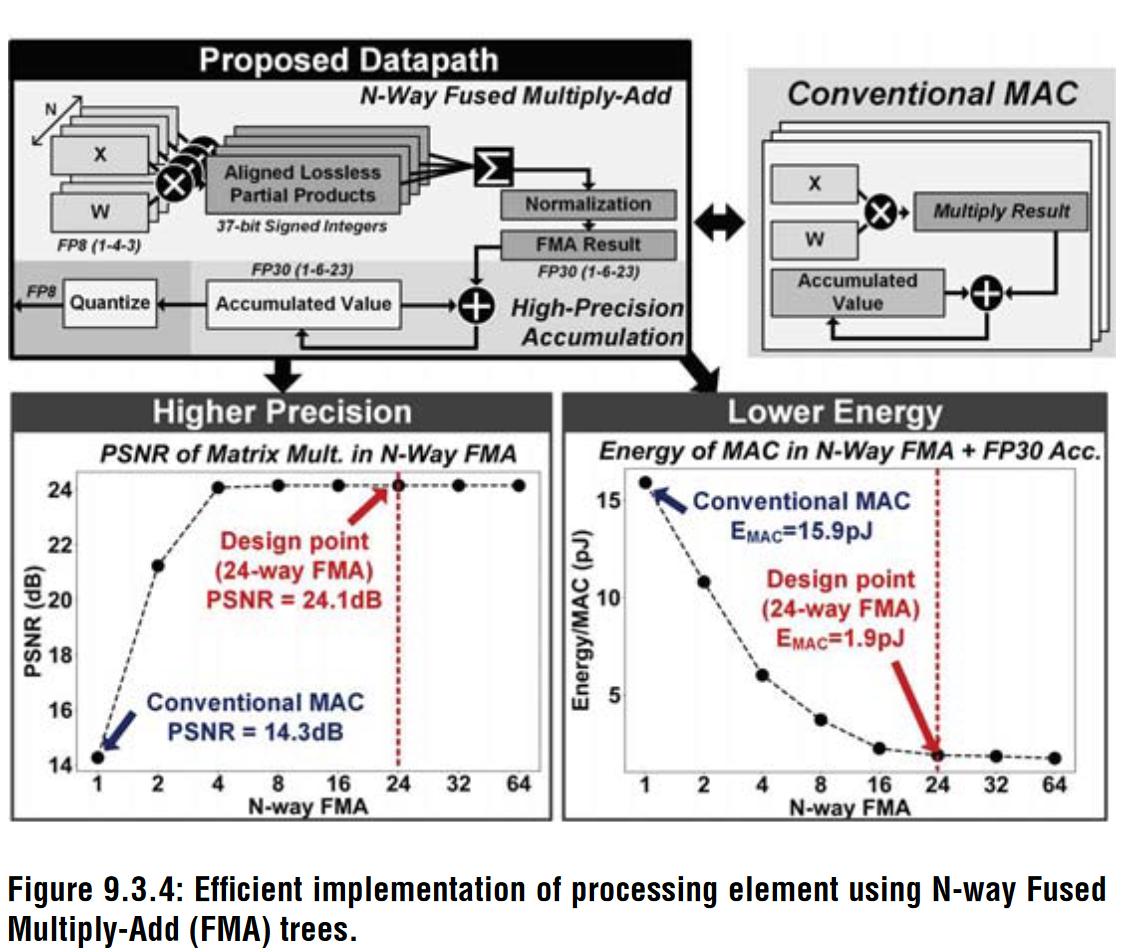 Proposed Datapath
N-Way Fused Multiply-Add
N
X
W
FP8 (1-4-3)
Aligned Lossless
Partial Products
37-bit Signed Integers
Σ
Normalization
FMA Result
FP30 (1-6-23)
FP8
Quantize
FP30 (1-6-23)
Accumulated Value
High-Precision
Accumulation
Conventional MAC
X
W
Multiply Result
Accumulated
Value
Higher Precision
PSNR of Matrix Mult. in N-Way FMA
PSNR (dB)
24
22
20
18
16
14
Design point
(24-way FMA)
PSNR = 24.1dB
Conventional MAC
PSNR = 14.3dB
1 2 4 8 16 24 32 64
N-way FMA
Lower Energy
Energy of MAC in N-Way FMA + FP30 Acc.
Energy/MAC (pJ)
15
10
5
Conventional MAC
EMAC=15.9pJ
Design point
(24-way FMA)
EMAC=1.9pJ
1 2 4 8 16 24 32 64
N-way FMA
Figure 9.3.4: Efficient implementation of processing element using N-way Fused
Multiply-Add (FMA) trees.